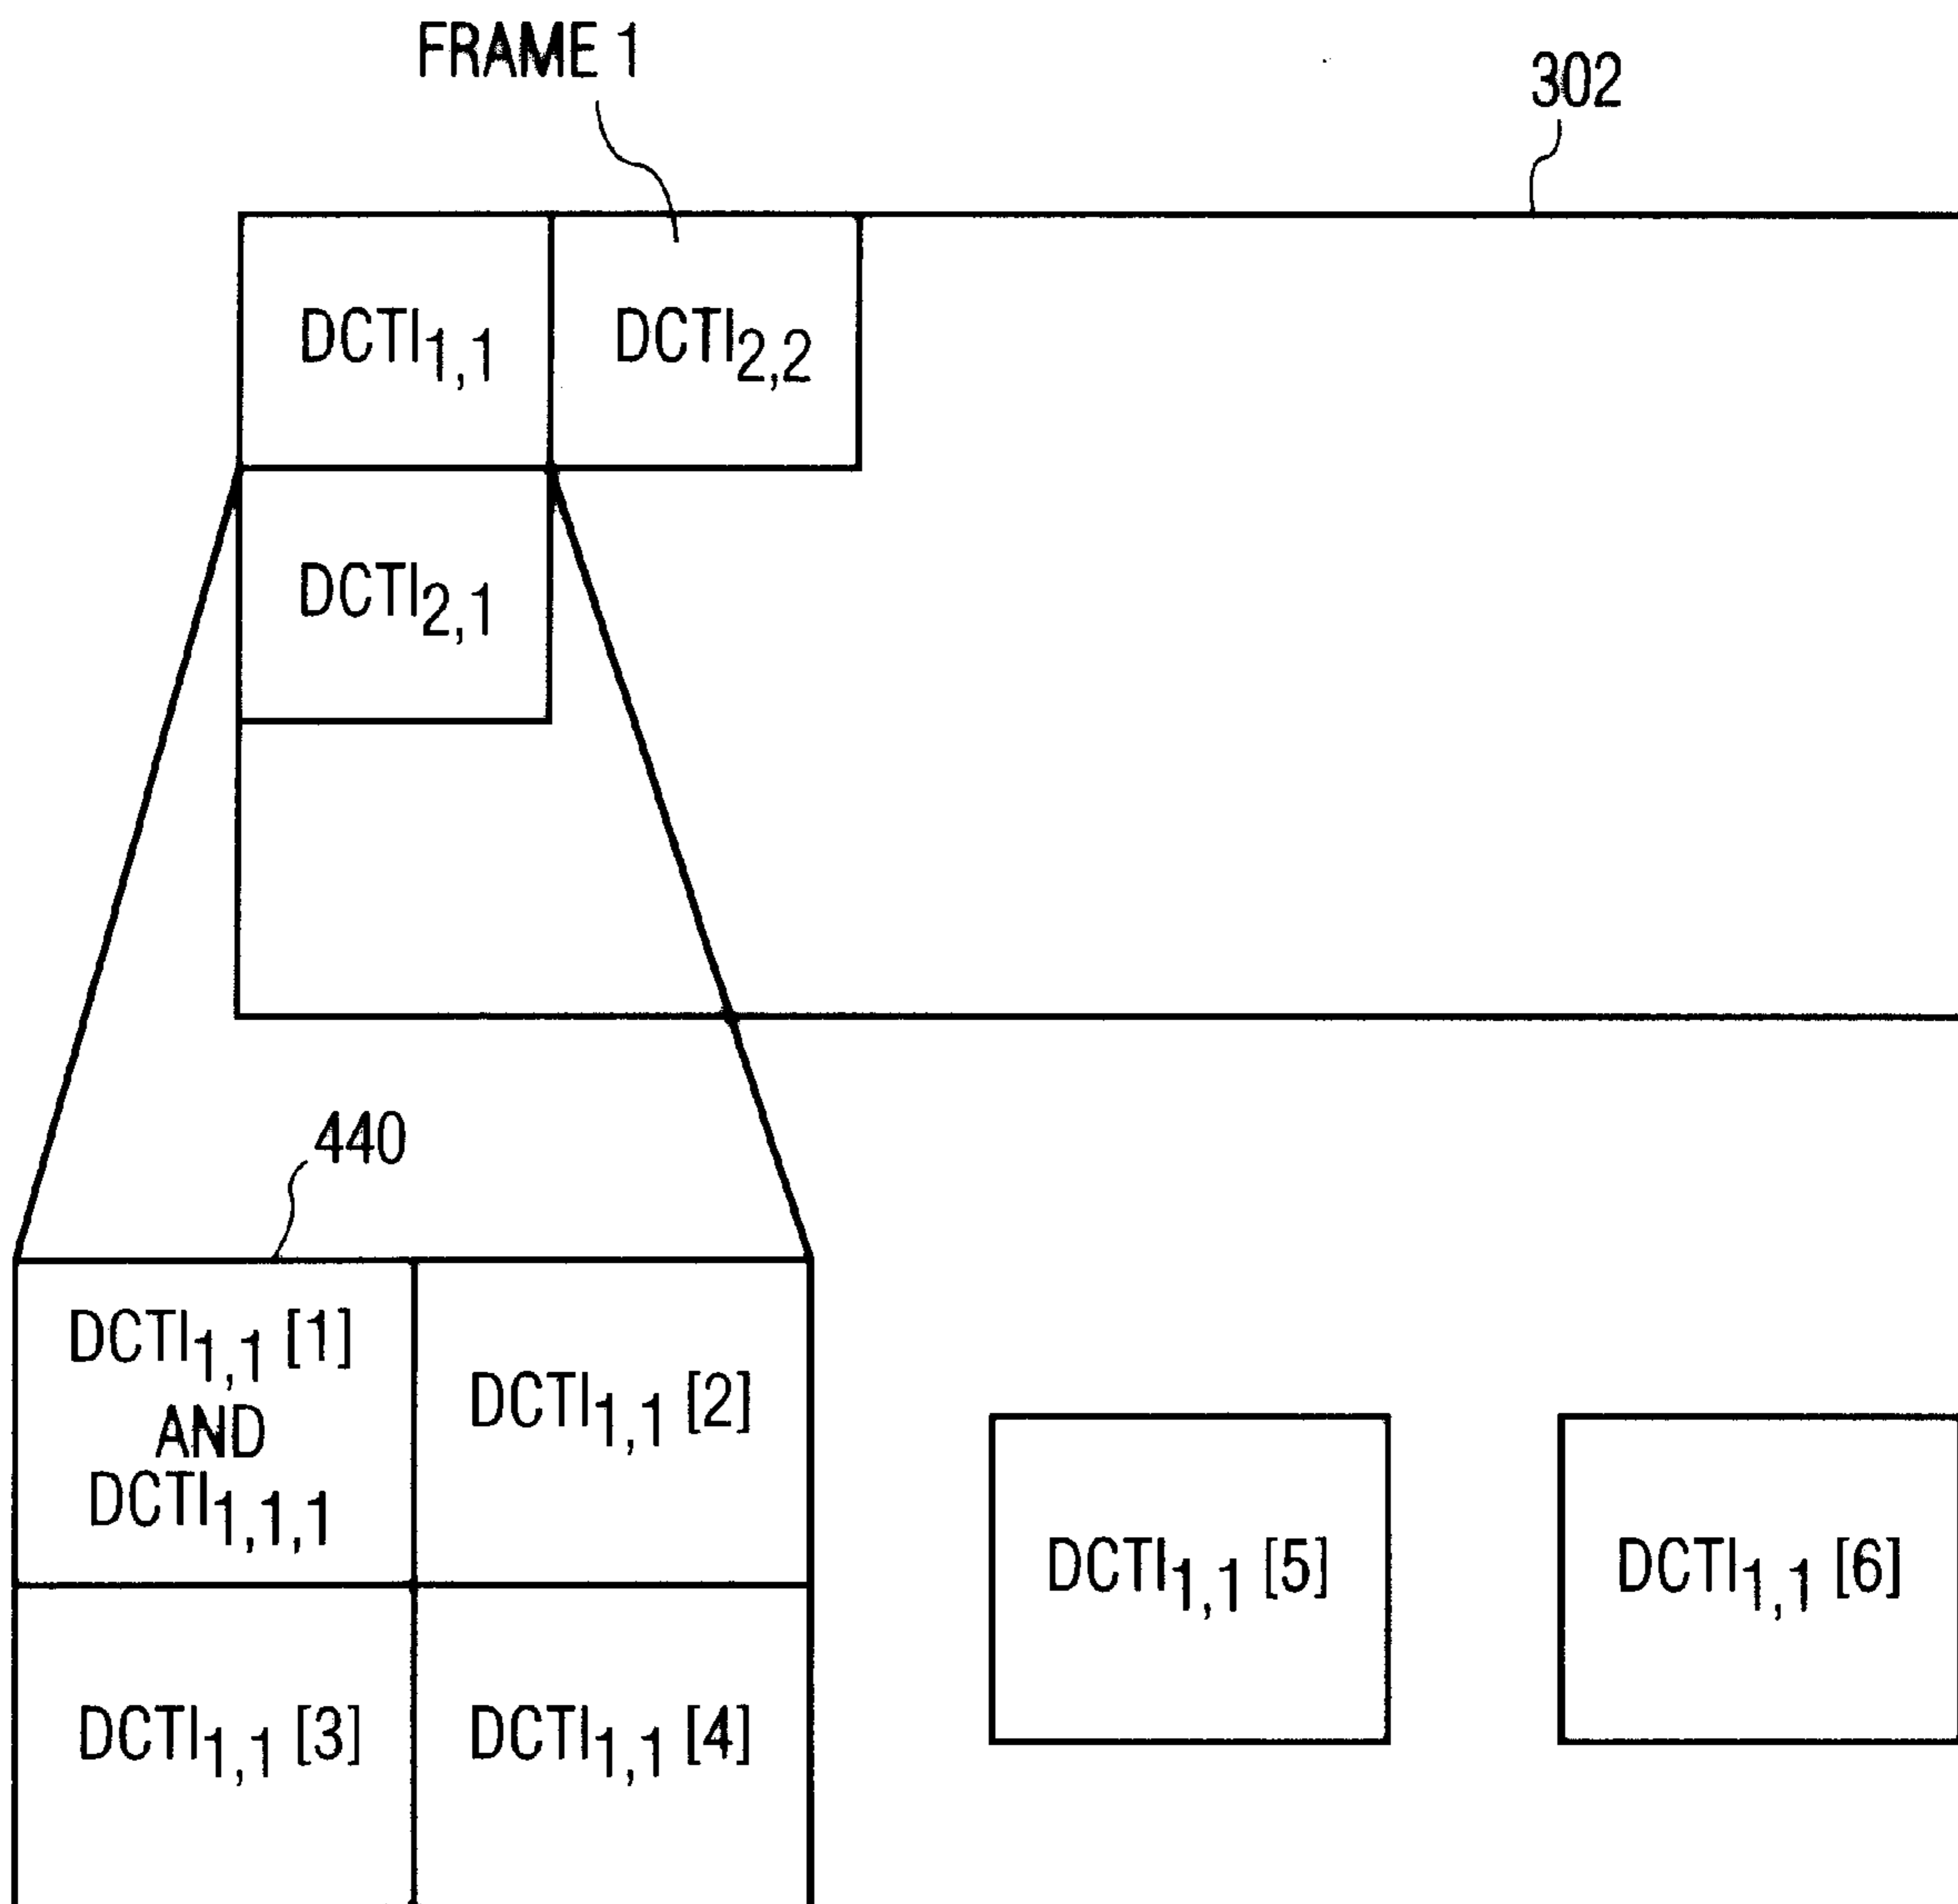 FRAME 1
302
DCTI1,1
DCTI2,2
DCTI2,1
440
DCTI1,1 [1]
AND
DCTI1,1,1
DCTI1,1 [2]
DCTI1,1 [3]
DCTI1,1 [4]
DCTI1,1 [5]
DCTI1,1 [6]